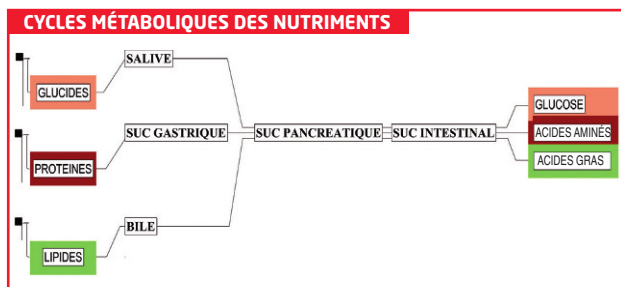 CYCLES MÉTABOLIQUES DES NUTRIMENTS
SALIVE
GLUCIDES
GLUCOSE
SUC GASTRIQUE
SUC PANCREATIQUE
SUC INTESTINAL
ACIDES AMINÉS
PROTEINES
ACIDES GRAS
BILE
LIPIDES